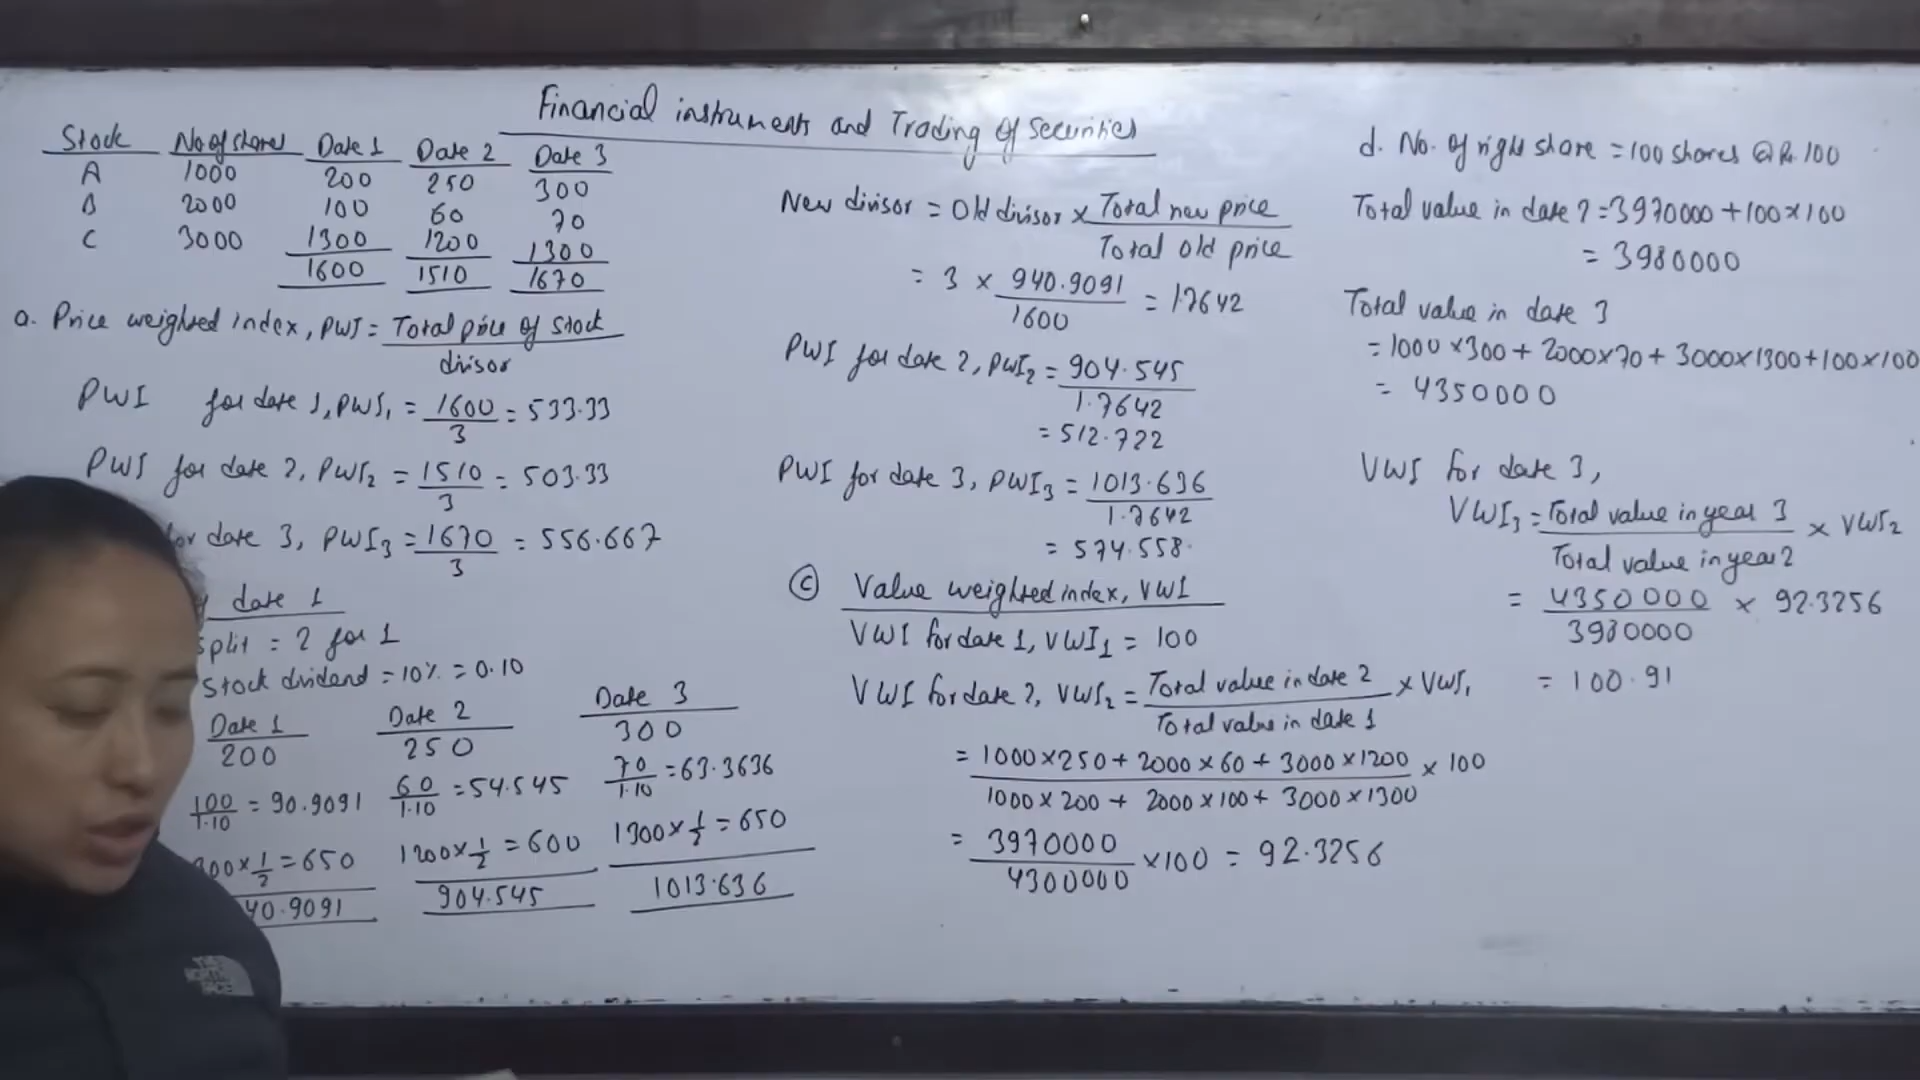 Financial instruments and Trading of Securities
Stock No of shares Date 1 Date 2 Date 3
A 1000 200 250 300
B 2000 100 60 70
C 3000 1300 1200 1300
1600 1510 1670
a. Price weighted index, PWI = Total price of stock / divisor
PWI for date 1, PWI₁ = 1600/3 = 533.33
PWI for date 2, PWI₂ = 1510/3 = 503.33
for date 3, PWI₃ = 1670/3 = 556.667
date 1
split = 2 for 1
Stock dividend = 10% = 0.10
Date 1 Date 2 Date 3
200 250 300
100/1.10 = 90.9091 60/1.10 = 54.545 70/1.10 = 63.3636
300 × 1/2 = 650 1200 × 1/2 = 600 1300 × 1/2 = 650
40.9091 904.545 1013.636
New divisor = Old divisor × Total new price / Total old price
= 3 × 940.9091/1600 = 1.7642
PWI for date 2, PWI₂ = 904.545/1.7642
= 512.722
PWI for date 3, PWI₃ = 1013.636/1.7642
= 574.558
c Value weighted index, VWI
VWI for date 1, VWI₁ = 100
VWI for date 2, VWI₂ = Total value in date 2 / Total value in date 1 × VWI₁
= 1000×250 + 2000×60 + 3000×1200 / 1000×200 + 2000×100 + 3000×1300 × 100
= 3970000/4300000 × 100 = 92.3256
d. No. of right share = 100 shares @ Rs. 100
Total value in date 2 = 3970000 + 100×100
= 3980000
Total value in date 3
= 1000×300 + 2000×70 + 3000×1300 + 100×100
= 4350000
VWI for date 3,
VWI₃ = Total value in year 3 / Total value in year 2 × VWI₂
= 4350000/3980000 × 92.3256
= 100.91